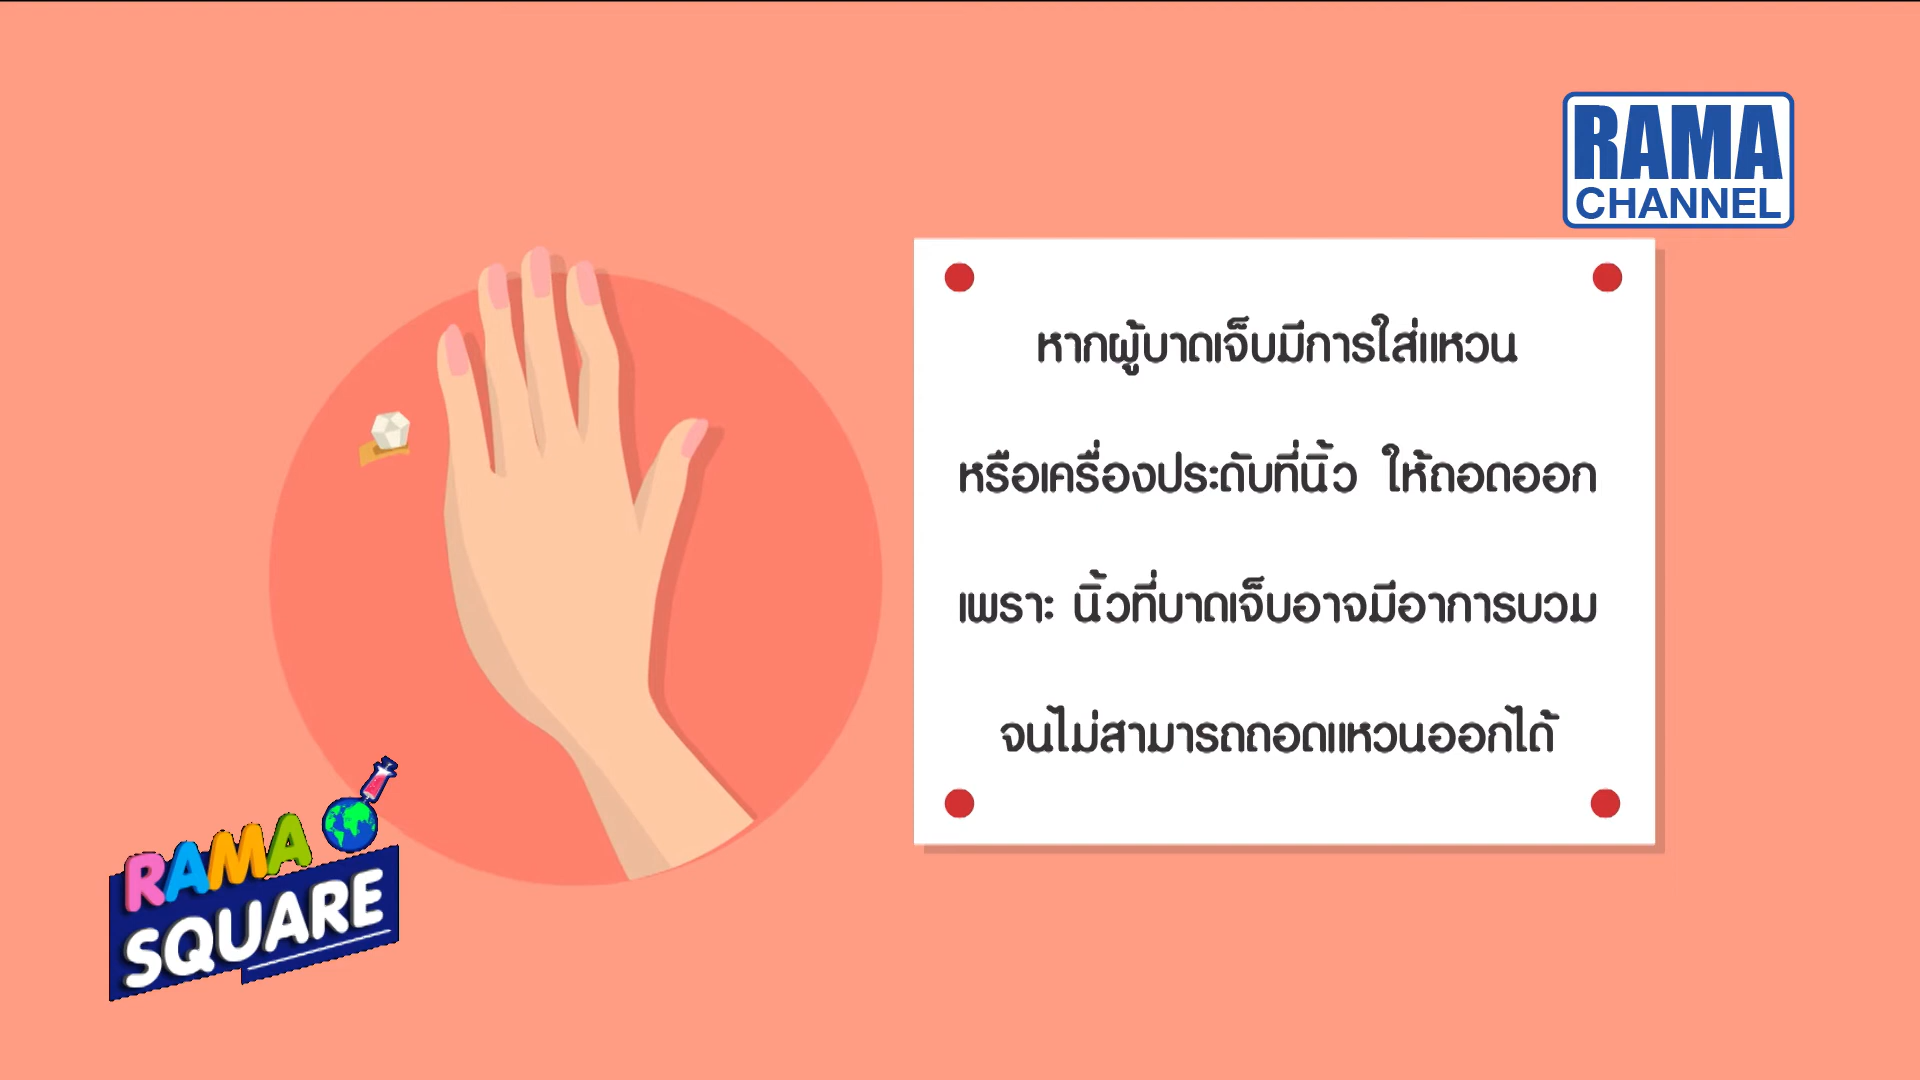 RAMA
CHANNEL
หากผู้บาดเจ็บมีการใส่แหวน
หรือเครื่องประดับที่นิ้ว ให้ถอดออก
เพราะ นิ้วที่บาดเจ็บอาจมีอาการบวม
จนไม่สามารถถอดแหวนออกได้
RAMA
SQUARE